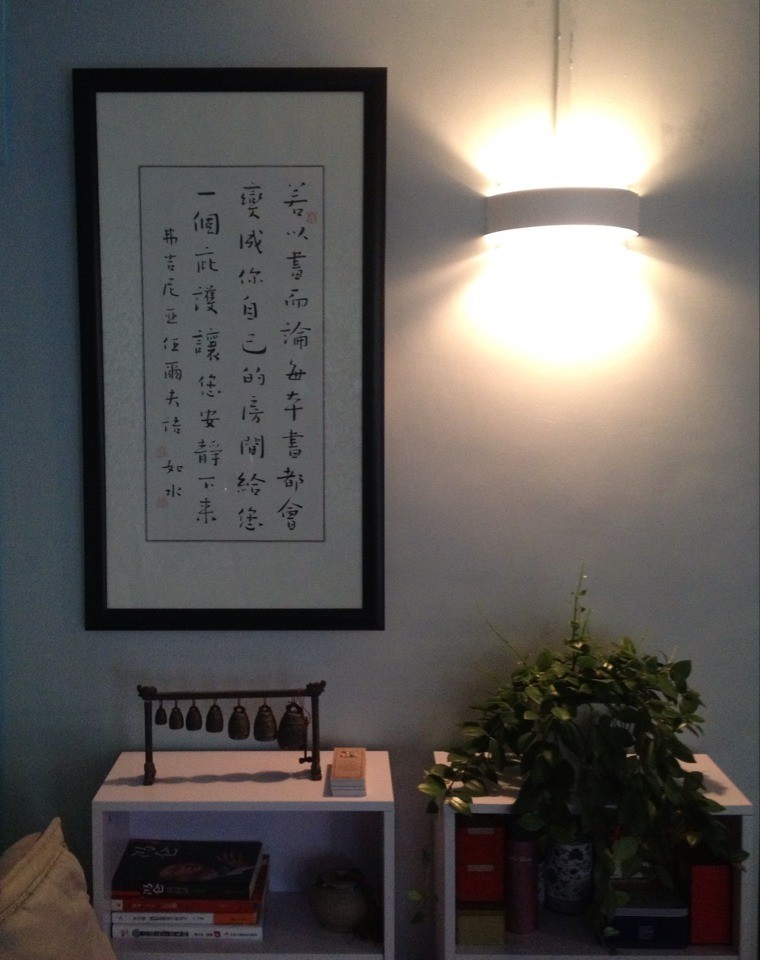 若以書而論每本書都會
變成你自己的房間給您
一個庇護讓您安靜下来
弗吉尼亞伍爾夫語 如水